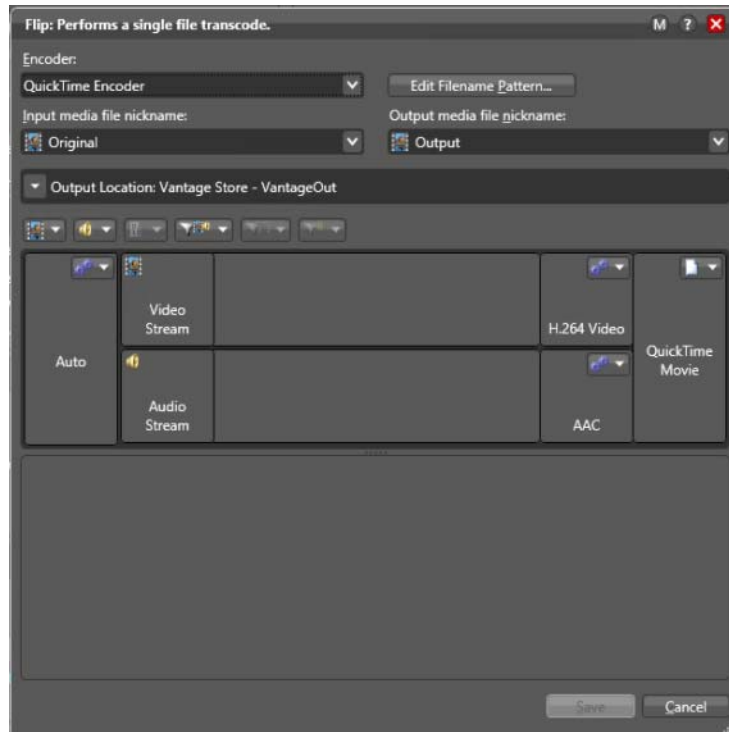 Flip: Performs a single file transcode.
M ? X
Encoder:
QuickTime Encoder
Edit Filename Pattern...
Input media file nickname:
Output media file nickname:
Original
Output
Output Location: Vantage Store - VantageOut
Auto
Video
Stream
H.264 Video
QuickTime
Movie
Audio
Stream
AAC
Save
Cancel